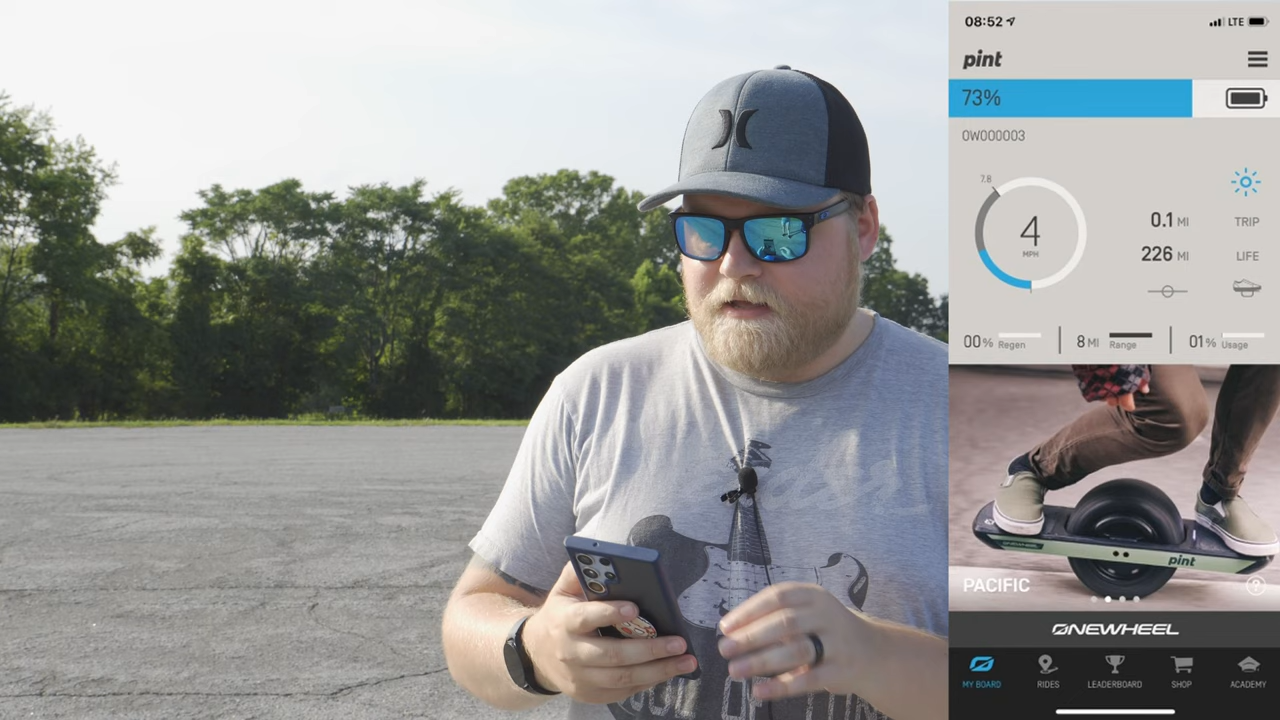 08:52
LTE
pint
73%
OW000003
7.8
4
MPH
0.1 MI TRIP
226 MI LIFE
00% Regen
8 MI Range
01% Usage
pint
PACIFIC
?
ONEWHEEL
MY BOARD
RIDES
LEADERBOARD
SHOP
ACADEMY